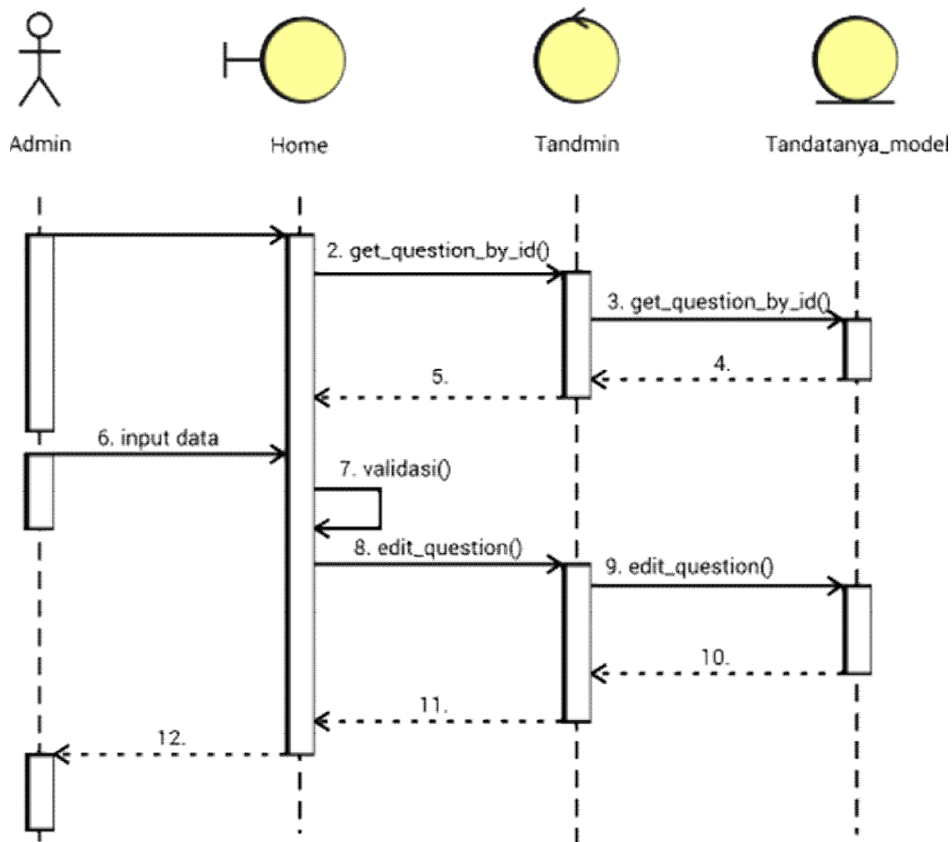 Admin
Home
Tandmin
Tandatanya_model
2. get_question_by_id()
3. get_question_by_id()
4.
5.
6. input data
7. validasi()
8. edit_question()
9. edit_question()
10.
11.
12.